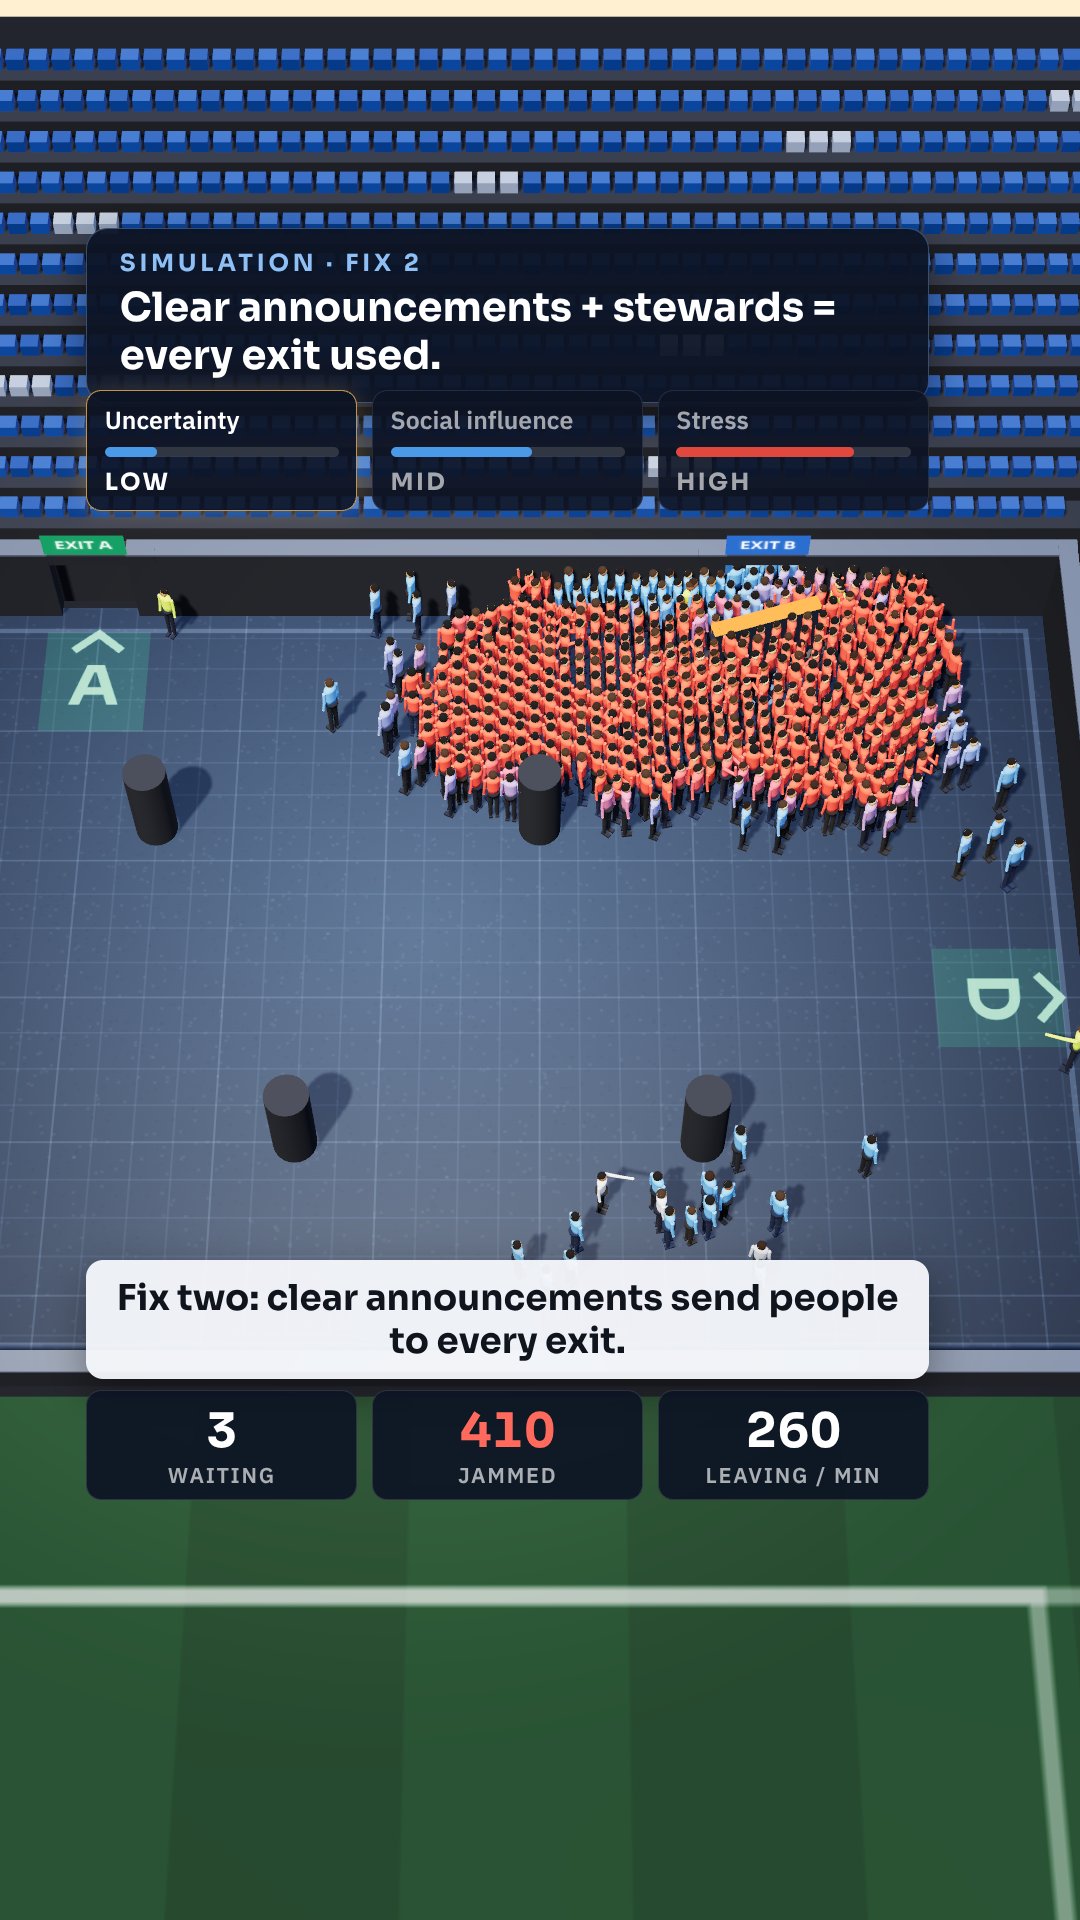 SIMULATION · FIX 2
Clear announcements + stewards =
every exit used.
Uncertainty
LOW
Social influence
MID
Stress
HIGH
EXIT A
EXIT B
A
D
Fix two: clear announcements send people
to every exit.
3
WAITING
410
JAMMED
260
LEAVING / MIN